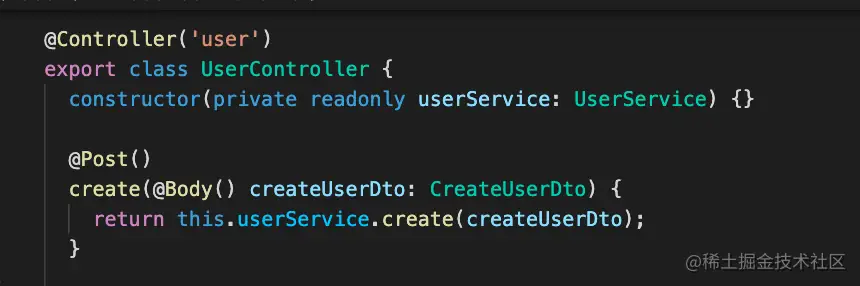 @Controller('user')
export class UserController {
constructor(private readonly userService: UserService) {}
@Post()
create(@Body() createUserDto: CreateUserDto) {
return this.userService.create(createUserDto);
}
@稀土掘金技术社区